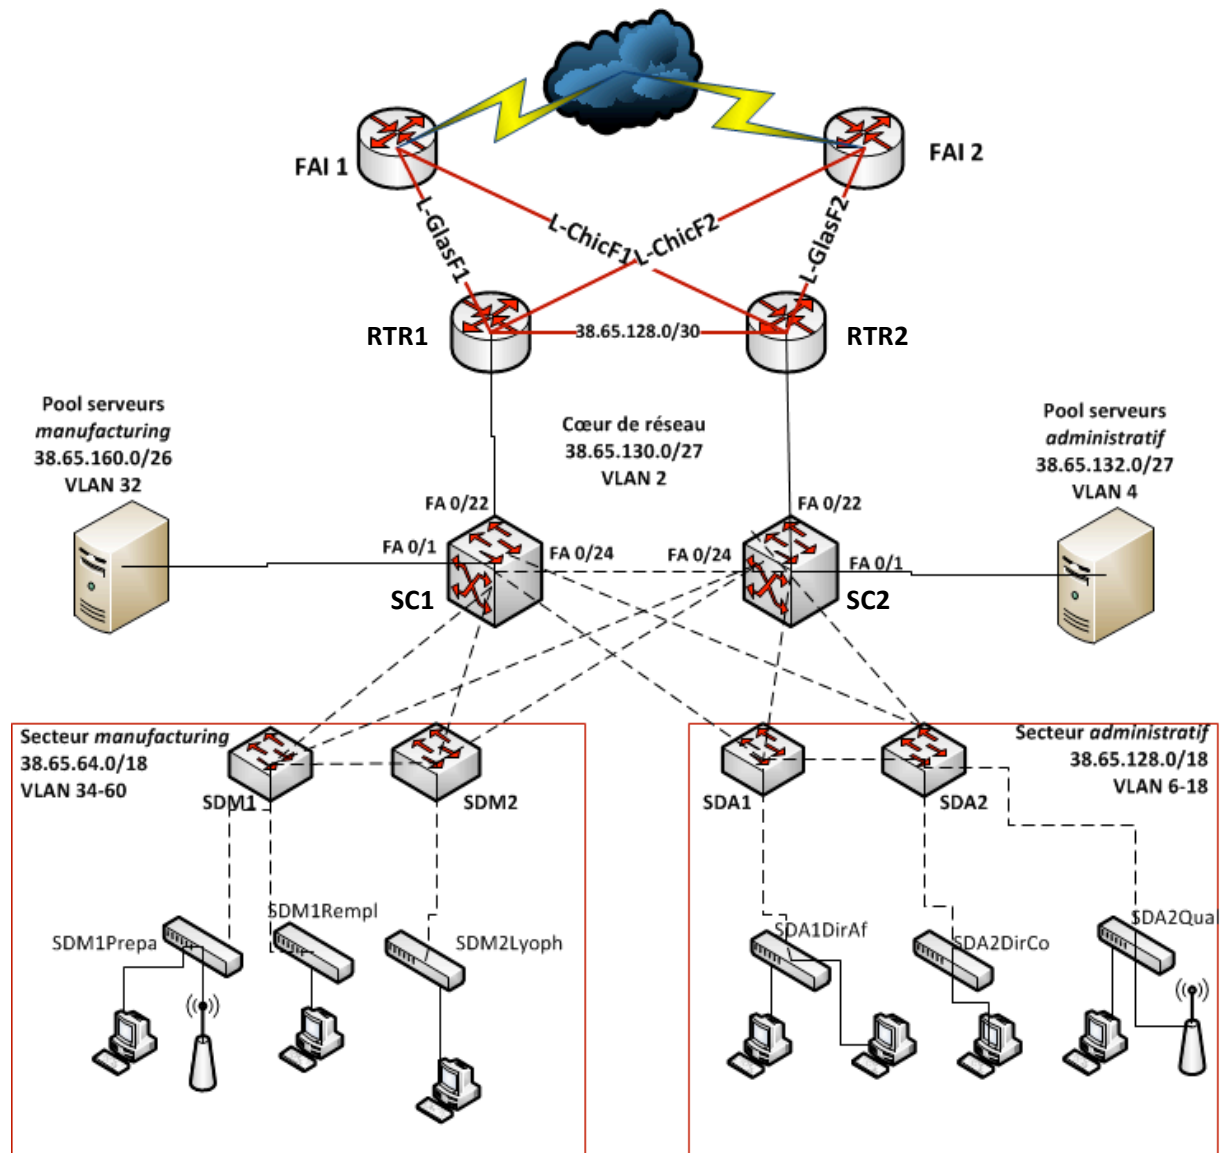 FAI 1
FAI 2
L-GlasF1
L-ChicF1
L-ChicF2
L-GlasF2
RTR1
38.65.128.0/30
RTR2
Pool serveurs
manufacturing
38.65.160.0/26
VLAN 32
Cœur de réseau
38.65.130.0/27
VLAN 2
Pool serveurs
administratif
38.65.132.0/27
VLAN 4
FA 0/22
FA 0/22
FA 0/1
FA 0/24
FA 0/24
FA 0/1
SC1
SC2
Secteur manufacturing
38.65.64.0/18
VLAN 34-60
SDM1
SDM2
SDA1
SDA2
Secteur administratif
38.65.128.0/18
VLAN 6-18
SDM1Prepa
SDM1Rempl
SDM2Lyoph
SDA1DirAf
SDA2DirCo
SDA2Qual